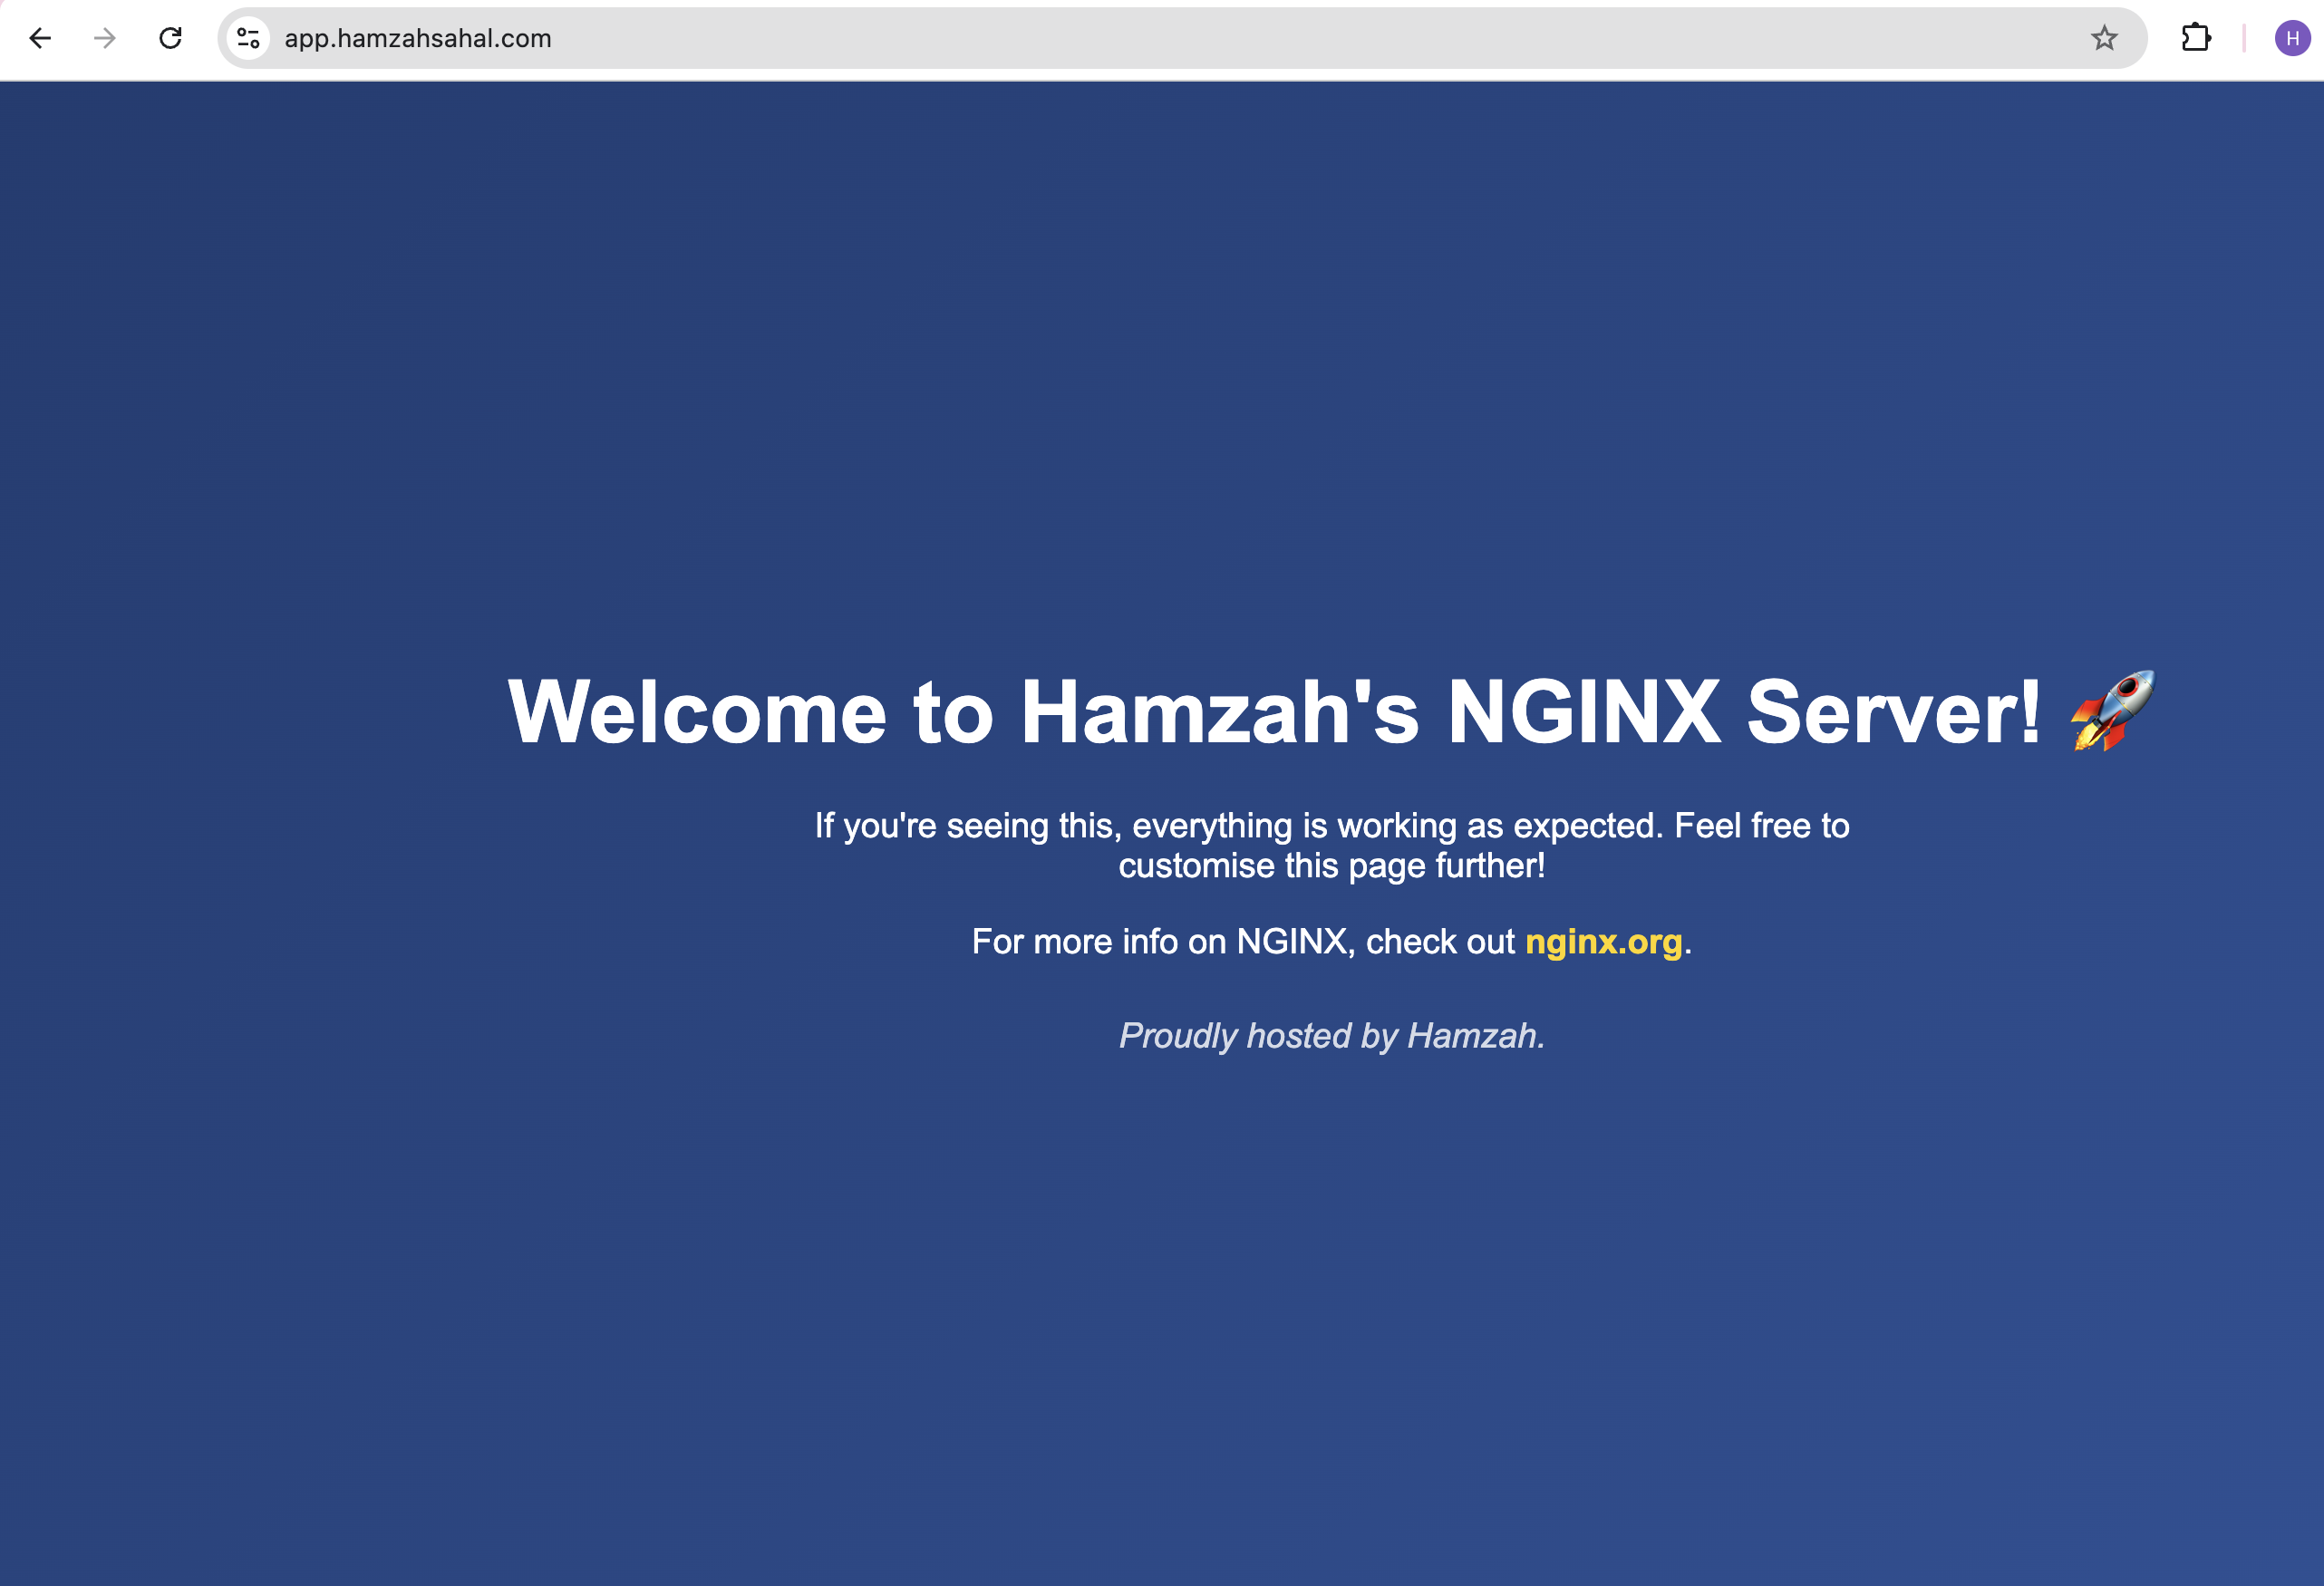 app.hamzahsahal.com
H
Welcome to Hamzah's NGINX Server! 🚀
If you're seeing this, everything is working as expected. Feel free to
customise this page further!
For more info on NGINX, check out nginx.org.
Proudly hosted by Hamzah.